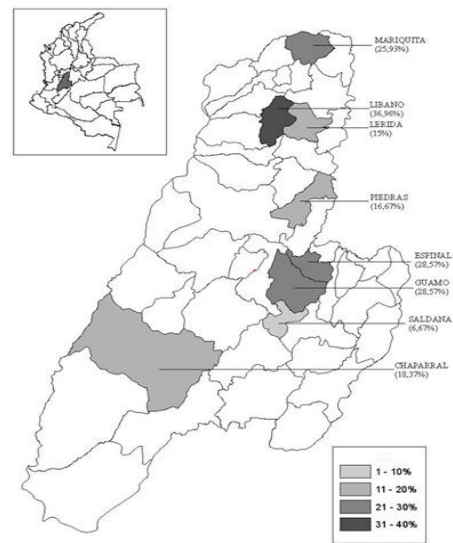 MARIQUITA
(25,93%)
LIBANO
(36,96%)
LERIDA
(15%)
PIEDRAS
(16,67%)
ESPINAL
(28,57%)
GUAMO
(28,57%)
SALDANA
(6,67%)
CHAPARRAL
(18,37%)
1 - 10%
11 - 20%
21 - 30%
31 - 40%